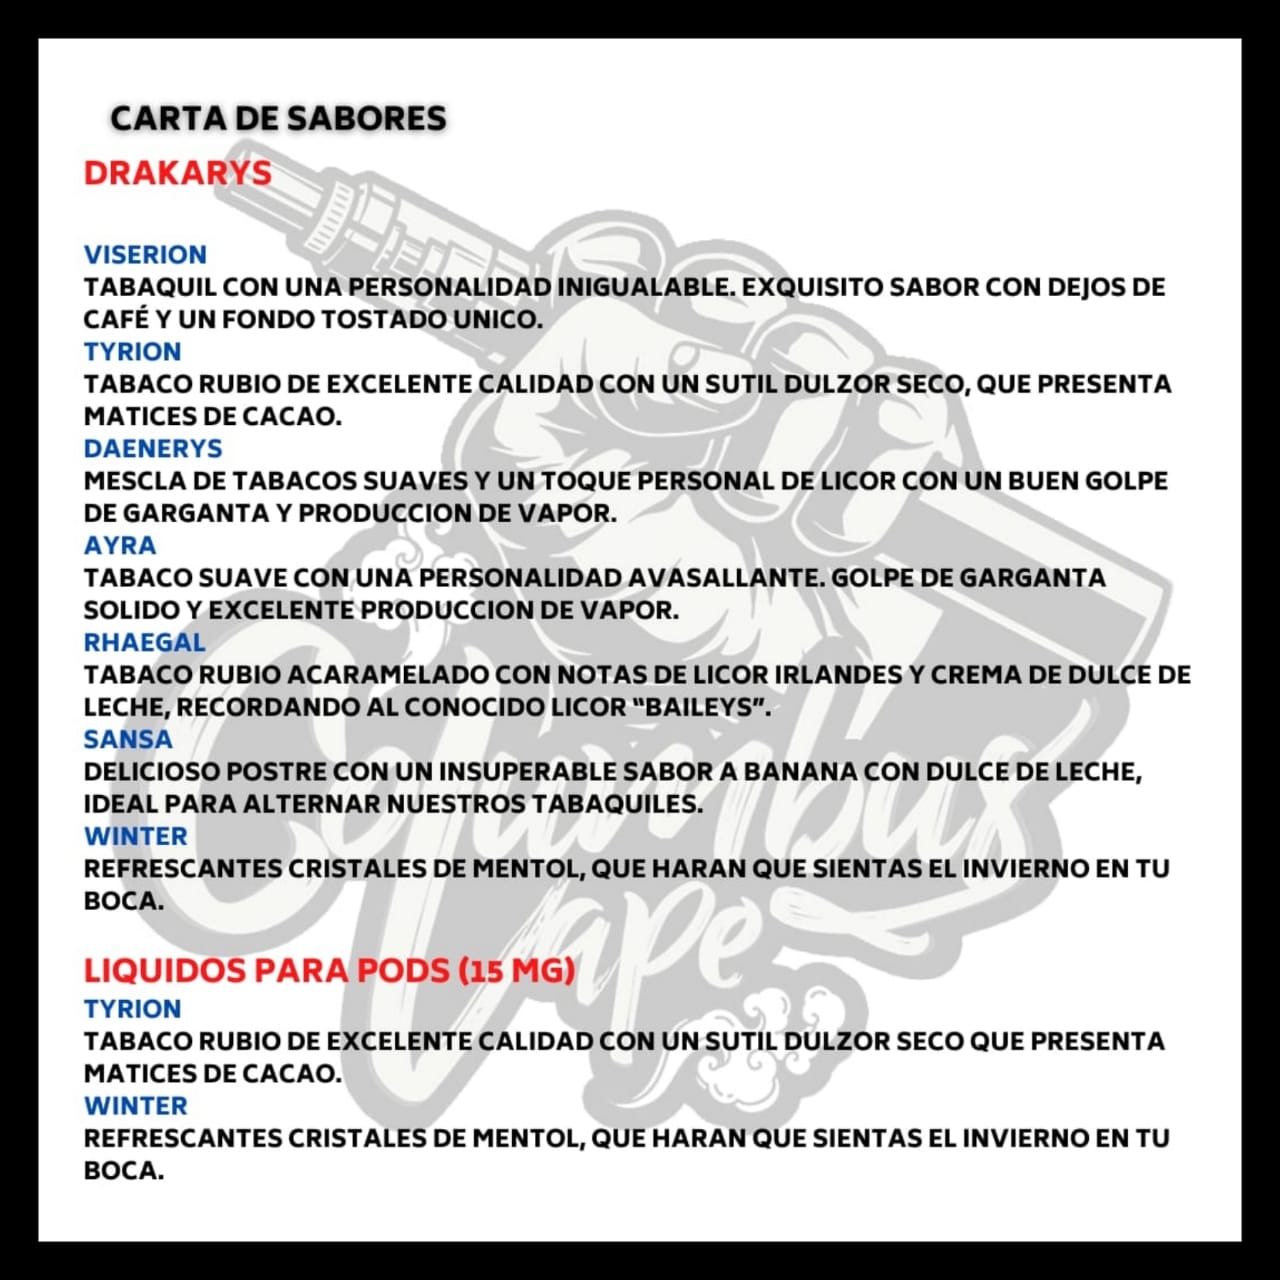 CARTA DE SABORES
DRAKARYS
VISERION
TABAQUIL CON UNA PERSONALIDAD INIGUALABLE. EXQUISITO SABOR CON DEJOS DE
CAFÉ Y UN FONDO TOSTADO UNICO.
TYRION
TABACO RUBIO DE EXCELENTE CALIDAD CON UN SUTIL DULZOR SECO, QUE PRESENTA
MATICES DE CACAO.
DAENERYS
MESCLA DE TABACOS SUAVES Y UN TOQUE PERSONAL DE LICOR CON UN BUEN GOLPE
DE GARGANTA Y PRODUCCION DE VAPOR.
AYRA
TABACO SUAVE CON UNA PERSONALIDAD AVASALLANTE. GOLPE DE GARGANTA
SOLIDO Y EXCELENTE PRODUCCION DE VAPOR.
RHAEGAL
TABACO RUBIO ACARAMELADO CON NOTAS DE LICOR IRLANDES Y CREMA DE DULCE DE
LECHE, RECORDANDO AL CONOCIDO LICOR “BAILEYS”.
SANSA
DELICIOSO POSTRE CON UN INSUPERABLE SABOR A BANANA CON DULCE DE LECHE,
IDEAL PARA ALTERNAR NUESTROS TABAQUILES.
WINTER
REFRESCANTES CRISTALES DE MENTOL, QUE HARAN QUE SIENTAS EL INVIERNO EN TU
BOCA.
LIQUIDOS PARA PODS (15 MG)
TYRION
TABACO RUBIO DE EXCELENTE CALIDAD CON UN SUTIL DULZOR SECO QUE PRESENTA
MATICES DE CACAO.
WINTER
REFRESCANTES CRISTALES DE MENTOL, QUE HARAN QUE SIENTAS EL INVIERNO EN TU
BOCA.
Columbus
Vape